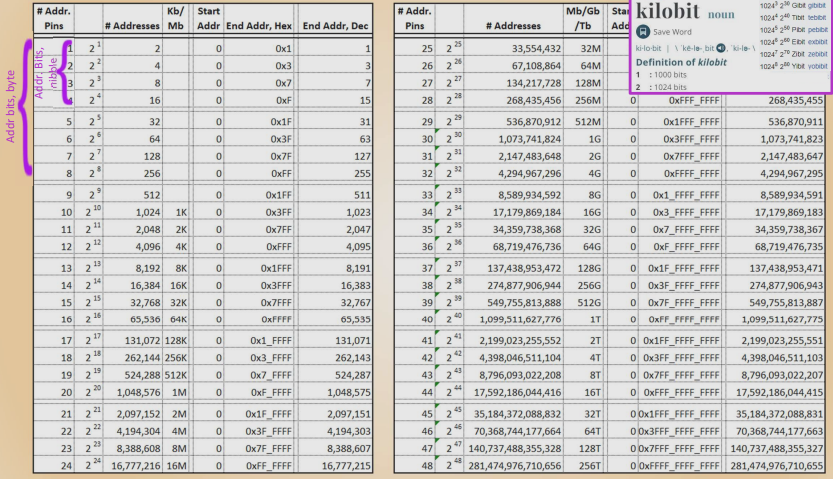 # Addr. Pins # Addresses Kb/ Mb Start Addr End Addr, Hex End Addr, Dec
1 2^1 2 0 0x1 1
2 2^2 4 0 0x3 3
3 2^3 8 0 0x7 7
4 2^4 16 0 0xF 15
5 2^5 32 0 0x1F 31
6 2^6 64 0 0x3F 63
7 2^7 128 0 0x7F 127
8 2^8 256 0 0xFF 255
9 2^9 512 0 0x1FF 511
10 2^10 1,024 1K 0 0x3FF 1,023
11 2^11 2,048 2K 0 0x7FF 2,047
12 2^12 4,096 4K 0 0xFFF 4,095
13 2^13 8,192 8K 0 0x1FFF 8,191
14 2^14 16,384 16K 0 0x3FFF 16,383
15 2^15 32,768 32K 0 0x7FFF 32,767
16 2^16 65,536 64K 0 0xFFFF 65,535
17 2^17 131,072 128K 0 0x1_FFFF 131,071
18 2^18 262,144 256K 0 0x3_FFFF 262,143
19 2^19 524,288 512K 0 0x7_FFFF 524,287
20 2^20 1,048,576 1M 0 0xF_FFFF 1,048,575
21 2^21 2,097,152 2M 0 0x1F_FFFF 2,097,151
22 2^22 4,194,304 4M 0 0x3F_FFFF 4,194,303
23 2^23 8,388,608 8M 0 0x7F_FFFF 8,388,607
24 2^24 16,777,216 16M 0 0xFF_FFFF 16,777,215
Addr bits, byte
Addr. Bits, nibble
# Addr. Pins # Addresses Mb/Gb /Tb
25 2^25 33,554,432 32M 0
26 2^26 67,108,864 64M 0
27 2^27 134,217,728 128M 0
28 2^28 268,435,456 256M 0 0xFFF_FFFF 268,435,455
29 2^29 536,870,912 512M 0 0x1FFF_FFFF 536,870,911
30 2^30 1,073,741,824 1G 0 0x3FFF_FFFF 1,073,741,823
31 2^31 2,147,483,648 2G 0 0x7FFF_FFFF 2,147,483,647
32 2^32 4,294,967,296 4G 0 0xFFFF_FFFF 4,294,967,295
33 2^33 8,589,934,592 8G 0 0x1_FFFF_FFFF 8,589,934,591
34 2^34 17,179,869,184 16G 0 0x3_FFFF_FFFF 17,179,869,183
35 2^35 34,359,738,368 32G 0 0x7_FFFF_FFFF 34,359,738,367
36 2^36 68,719,476,736 64G 0 0xF_FFFF_FFFF 68,719,476,735
37 2^37 137,438,953,472 128G 0 0x1F_FFFF_FFFF 137,438,953,471
38 2^38 274,877,906,944 256G 0 0x3F_FFFF_FFFF 274,877,906,943
39 2^39 549,755,813,888 512G 0 0x7F_FFFF_FFFF 549,755,813,887
40 2^40 1,099,511,627,776 1T 0 0xFF_FFFF_FFFF 1,099,511,627,775
41 2^41 2,199,023,255,552 2T 0 0x1FF_FFFF_FFFF 2,199,023,255,551
42 2^42 4,398,046,511,104 4T 0 0x3FF_FFFF_FFFF 4,398,046,511,103
43 2^43 8,796,093,022,208 8T 0 0x7FF_FFFF_FFFF 8,796,093,022,207
44 2^44 17,592,186,044,416 16T 0 0xFFF_FFFF_FFFF 17,592,186,044,415
45 2^45 35,184,372,088,832 32T 0 0x1FFF_FFFF_FFFF 35,184,372,088,831
46 2^46 70,368,744,177,664 64T 0 0x3FFF_FFFF_FFFF 70,368,744,177,663
47 2^47 140,737,488,355,328 128T 0 0x7FFF_FFFF_FFFF 140,737,488,355,327
48 2^48 281,474,976,710,656 256T 0 0xFFFF_FFFF_FFFF 281,474,976,710,655
kilobit noun
Save Word
ki·lo·bit
Definition of kilobit
1 : 1000 bits
2 : 1024 bits
1024^3 2^30 Gibit gibibit
1024^4 2^40 Tibit tebibit
1024^5 2^50 Pibit pebibit
1024^6 2^60 Eibit exbibit
1024^7 2^70 Zibit zebibit
1024^8 2^80 Yibit yobibit